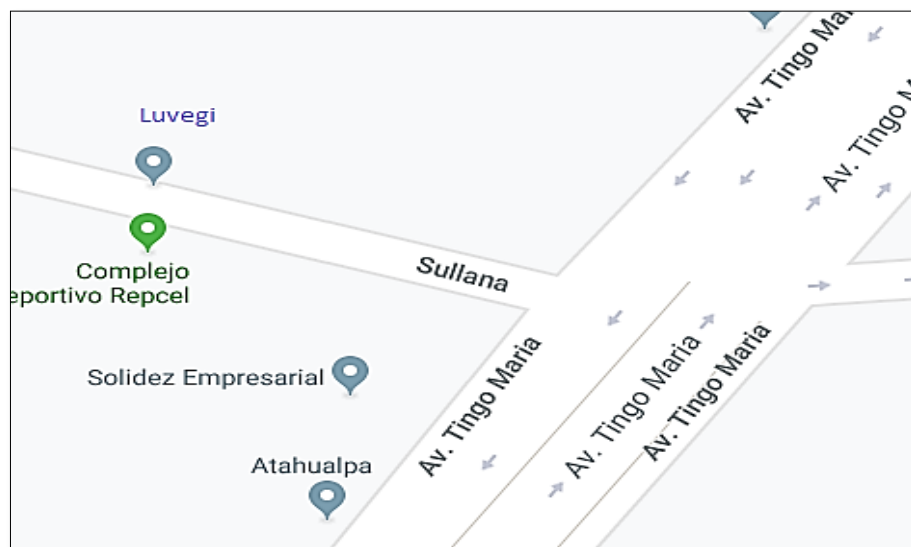 Av. Tingo Mar
Av. Tingo M
Luvegi
Sullana
Complejo
eportivo Repcel
Av. Tingo Maria
Av. Tingo Maria
Av. Tingo Maria
Solidez Empresarial
Atahualpa